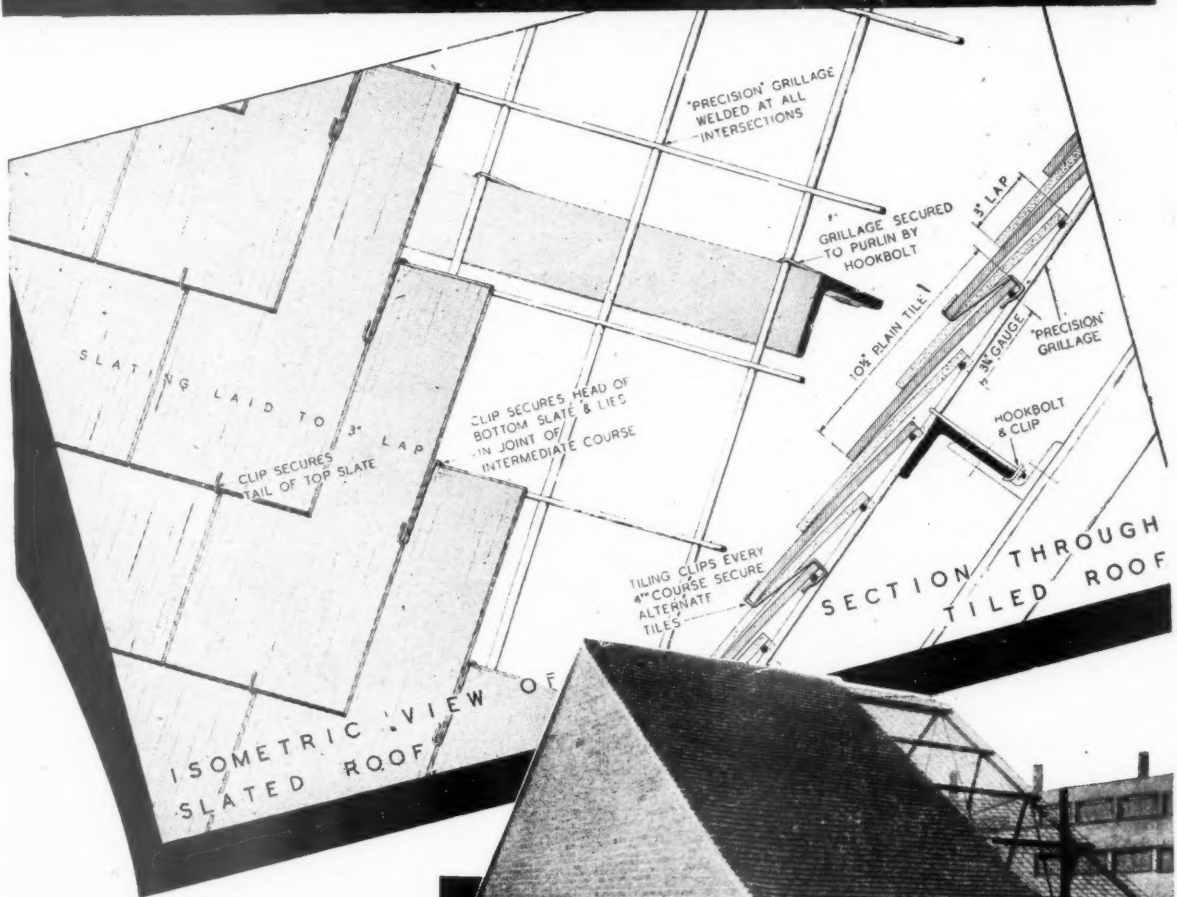 "PRECISION" GRILLAGE
WELDED AT ALL
INTERSECTIONS
GRILLAGE SECURED
TO PURLIN BY
HOOKBOLT
3" LAP
10½" PLAIN TILE
3¾" GAUGE
"PRECISION"
GRILLAGE
HOOKBOLT
& CLIP
SLATING LAID TO 3" LAP
CLIP SECURES
TAIL OF TOP SLATE
CLIP SECURES HEAD OF
BOTTOM SLATE & LIES
IN JOINT OF
INTERMEDIATE COURSE
TILING CLIPS EVERY
4TH COURSE SECURE
ALTERNATE
TILES
SECTION THROUGH
TILED ROOF
ISOMETRIC VIEW OF
SLATED ROOF